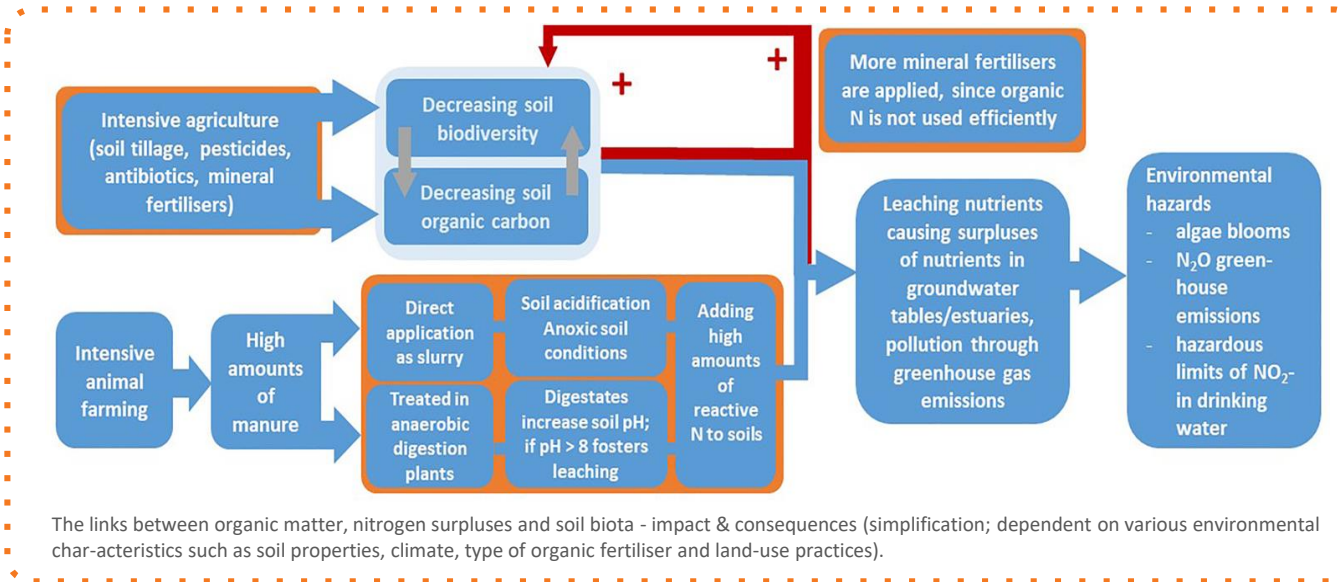 Intensive agriculture
(soil tillage, pesticides,
antibiotics, mineral
fertilisers)
Decreasing soil
biodiversity
Decreasing soil
organic carbon
+
+
More mineral fertilisers
are applied, since organic
N is not used efficiently
Intensive
animal
farming
High
amounts
of
manure
Direct
application
as slurry
Soil acidification
Anoxic soil
conditions
Treated in
anaerobic
digestion
plants
Digestates
increase soil pH;
if pH > 8 fosters
leaching
Adding
high
amounts
of
reactive
N to soils
Leaching nutrients
causing surpluses
of nutrients in
groundwater
tables/estuaries,
pollution through
greenhouse gas
emissions
Environmental
hazards
- algae blooms
- N₂O green-
house
emissions
- hazardous
limits of NO₂-
in drinking
water
The links between organic matter, nitrogen surpluses and soil biota - impact & consequences (simplification; dependent on various environmental
char-acteristics such as soil properties, climate, type of organic fertiliser and land-use practices).